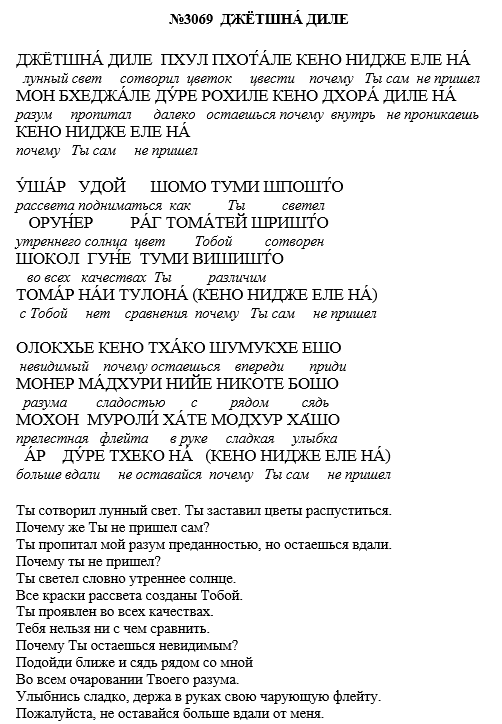 №3069 ДЖЁТШНА́ ДИЛЕ
ДЖЁТШНА́ ДИЛЕ ПХУЛ ПХОТ́А́ЛЕ КЕНО НИДЖЕ ЕЛЕ НА́
лунный свет сотворил цветок цвести почему Ты сам не пришел
МОН БХЕДЖА́ЛЕ ДУ́РЕ РОХИЛЕ КЕНО ДХОРА́ ДИЛЕ НА́
разум пропитал далеко остаешься почему внутрь не проникаешь
КЕНО НИДЖЕ ЕЛЕ НА́
почему Ты сам не пришел
У́ША́Р УДОЙ ШОМО ТУМИ ШПОШТ́О
рассвета подниматься как Ты светел
ОРУН́ЕР РА́Г ТОМА́ТЕЙ ШРИШТ́О
утреннего солнца цвет Тобой сотворен
ШОКОЛ ГУН́Е ТУМИ ВИШИШТ́О
во всех качествах Ты различим
ТОМА́Р НА́И ТУЛОНА́ (КЕНО НИДЖЕ ЕЛЕ НА́)
с Тобой нет сравнения почему Ты сам не пришел
ОЛОКХЬЕ КЕНО ТХА́КО ШУМУКХЕ ЕШО
невидимый почему остаешься впереди приди
МОНЕР МА́ДХУРИ НИЙЕ НИКОТЕ БОШО
разума сладостью с рядом сядь
МОХОН МУРОЛИ́ ХА́ТЕ МОДХУР ХА́ШО
прелестная флейта в руке сладкая улыбка
А́Р ДУ́РЕ ТХЕКО НА́ (КЕНО НИДЖЕ ЕЛЕ НА́)
больше вдали не оставайся почему Ты сам не пришел
Ты сотворил лунный свет. Ты заставил цветы распуститься.
Почему же Ты не пришел сам?
Ты пропитал мой разум преданностью, но остаешься вдали.
Почему ты не пришел?
Ты светел словно утреннее солнце.
Все краски рассвета созданы Тобой.
Ты проявлен во всех качествах.
Тебя нельзя ни с чем сравнить.
Почему Ты остаешься невидимым?
Подойди ближе и сядь рядом со мной
Во всем очаровании Твоего разума.
Улыбнись сладко, держа в руках свою чарующую флейту.
Пожалуйста, не оставайся больше вдали от меня.